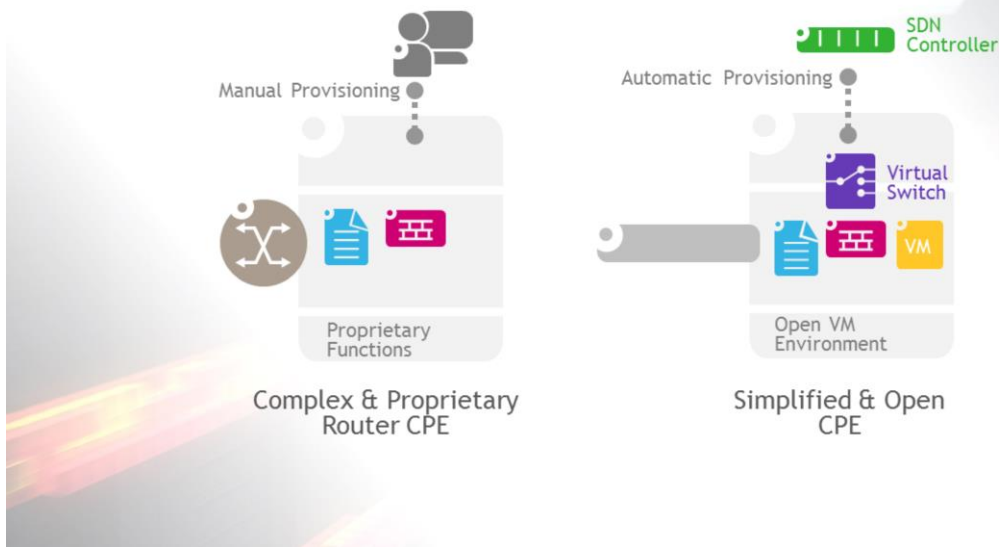 Manual Provisioning
Proprietary
Functions
Complex & Proprietary
Router CPE
SDN
Controller
Automatic Provisioning
Virtual
Switch
VM
Open VM
Environment
Simplified & Open
CPE